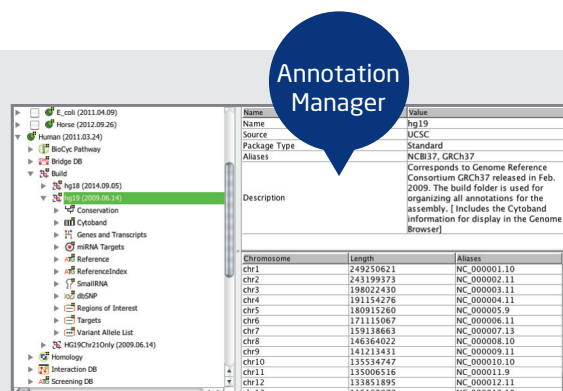 Annotation
Manager
E_coli (2011.04.09)
Horse (2012.09.26)
Human (2011.03.24)
BioCyc Pathway
Bridge DB
Build
hg18 (2014.09.05)
hg19 (2009.06.14)
Conservation
Cytoband
Genes and Transcripts
miRNA Targets
Reference
ReferenceIndex
SmallRNA
dbSNP
Regions of Interest
Targets
Variant Allele List
HG19Chr21Only (2009.06.14)
Homology
Interaction DB
Screening DB
Name Value
Name hg19
Source UCSC
Package Type Standard
Aliases NCBI37, GRCh37
Description
Corresponds to Genome Reference
Consortium GRCh37 released in Feb.
2009. The build folder is used for
organizing all annotations for the
assembly. [ Includes the Cytoband
information for display in the Genome
Browser]
Chromosome Length Aliases
chr1 249250621 NC_000001.10
chr2 243199373 NC_000002.11
chr3 198022430 NC_000003.11
chr4 191154276 NC_000004.11
chr5 180915260 NC_000005.9
chr6 171115067 NC_000006.11
chr7 159138663 NC_000007.13
chr8 146364022 NC_000008.10
chr9 141213431 NC_000009.11
chr10 135534747 NC_000010.10
chr11 135006516 NC_000011.9
chr12 133851895 NC_000012.11